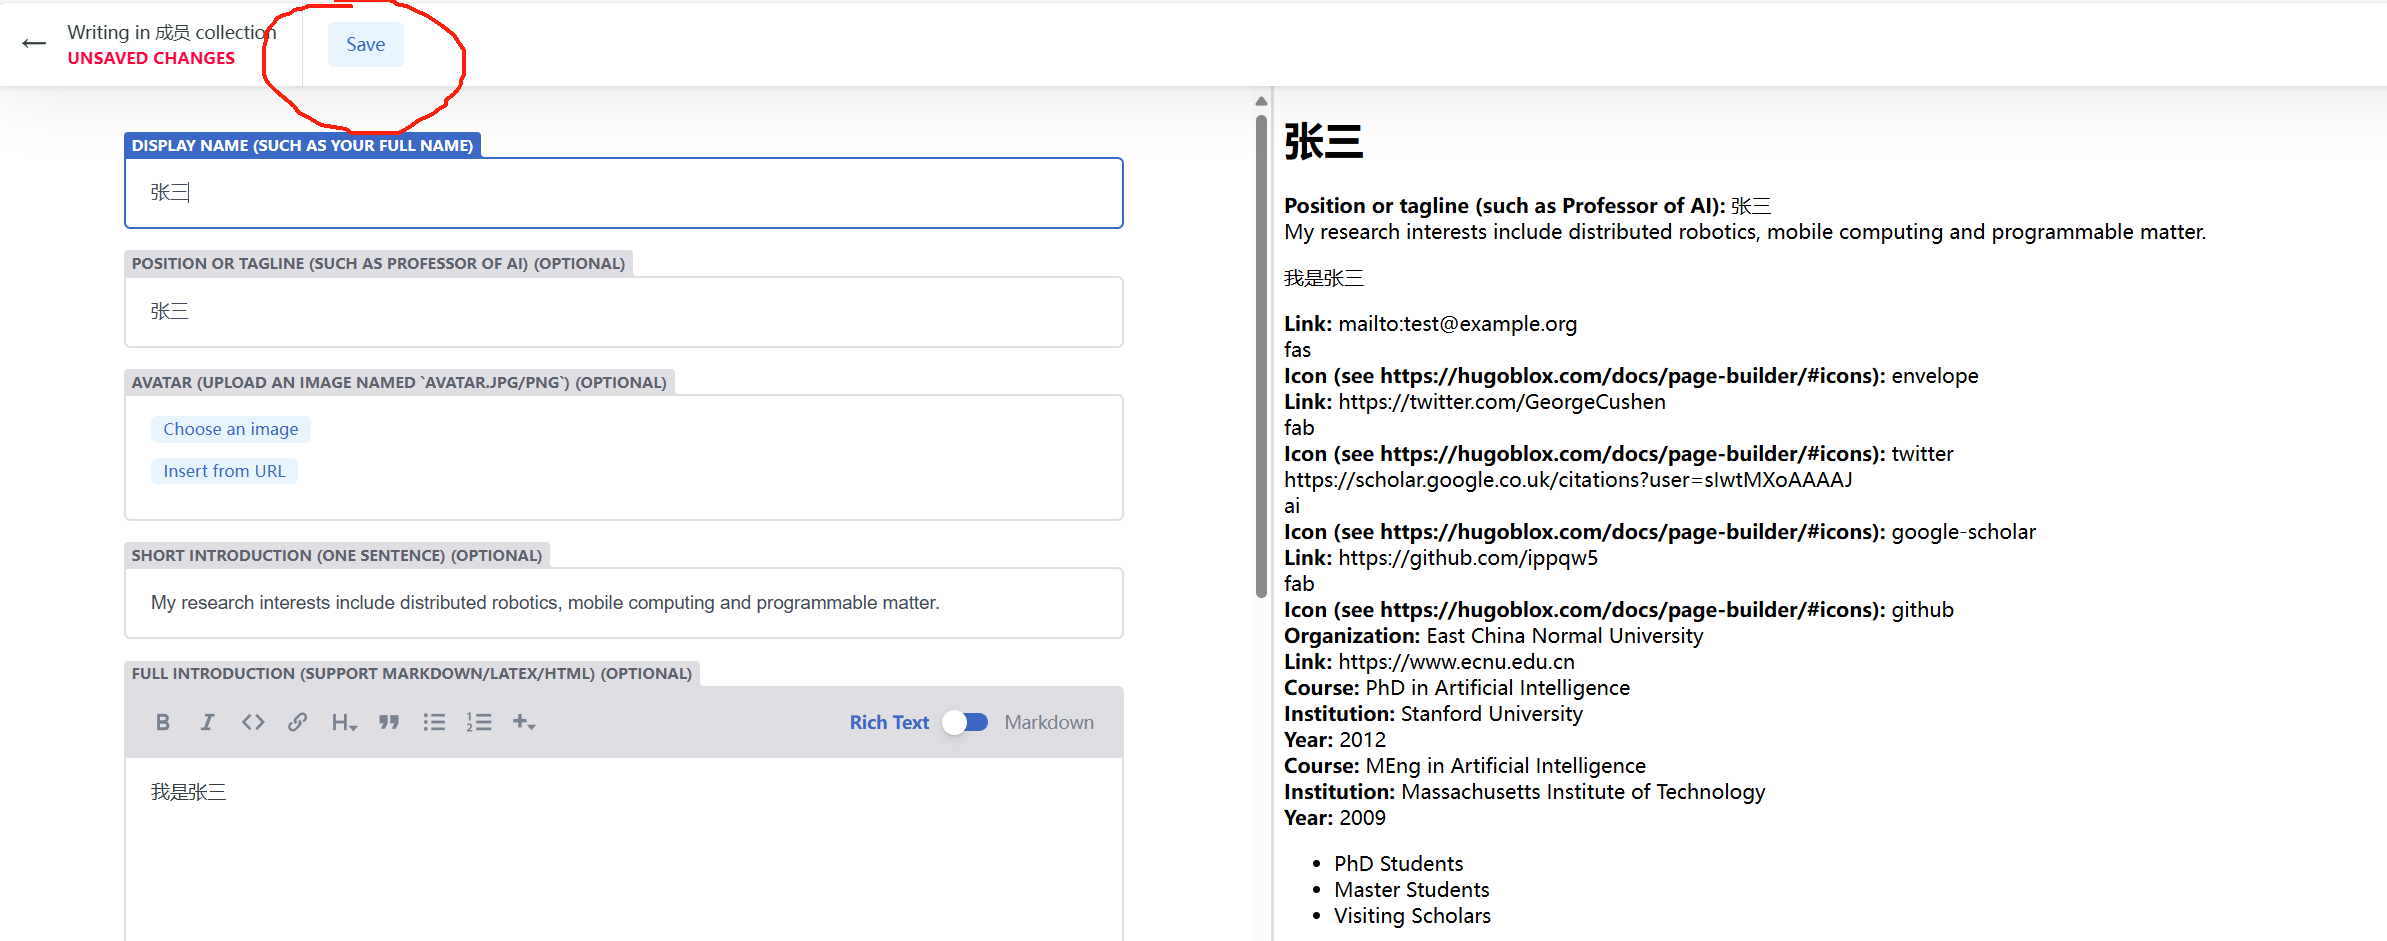 Writing in 成员 collection
UNSAVED CHANGES
Save
DISPLAY NAME (SUCH AS YOUR FULL NAME)
张三
POSITION OR TAGLINE (SUCH AS PROFESSOR OF AI) (OPTIONAL)
张三
AVATAR (UPLOAD AN IMAGE NAMED `AVATAR.JPG/PNG`) (OPTIONAL)
Choose an image
Insert from URL
SHORT INTRODUCTION (ONE SENTENCE) (OPTIONAL)
My research interests include distributed robotics, mobile computing and programmable matter.
FULL INTRODUCTION (SUPPORT MARKDOWN/LATEX/HTML) (OPTIONAL)
Rich Text Markdown
我是张三
张三
Position or tagline (such as Professor of AI): 张三
My research interests include distributed robotics, mobile computing and programmable matter.
我是张三
Link: mailto:test@example.org
fas
Icon (see https://hugoblox.com/docs/page-builder/#icons): envelope
Link: https://twitter.com/GeorgeCushen
fab
Icon (see https://hugoblox.com/docs/page-builder/#icons): twitter
https://scholar.google.co.uk/citations?user=sIwtMXoAAAAJ
ai
Icon (see https://hugoblox.com/docs/page-builder/#icons): google-scholar
Link: https://github.com/ippqw5
fab
Icon (see https://hugoblox.com/docs/page-builder/#icons): github
Organization: East China Normal University
Link: https://www.ecnu.edu.cn
Course: PhD in Artificial Intelligence
Institution: Stanford University
Year: 2012
Course: MEng in Artificial Intelligence
Institution: Massachusetts Institute of Technology
Year: 2009
• PhD Students
• Master Students
• Visiting Scholars